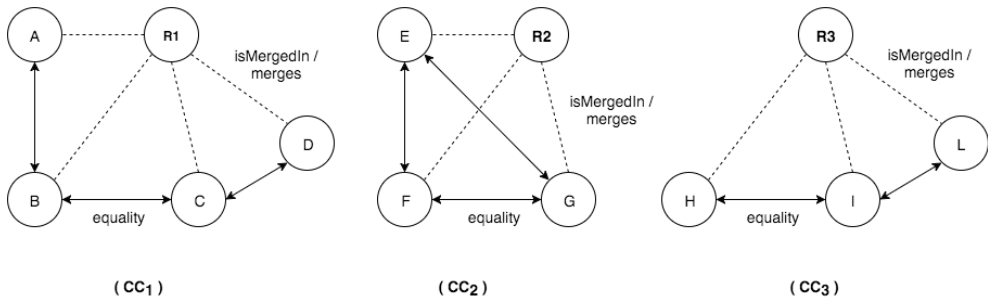 A
R1
isMergedIn /
merges
D
B
C
equality
( CC1 )
E
R2
isMergedIn /
merges
F
G
equality
( CC2 )
R3
isMergedIn /
merges
L
H
I
equality
( CC3 )